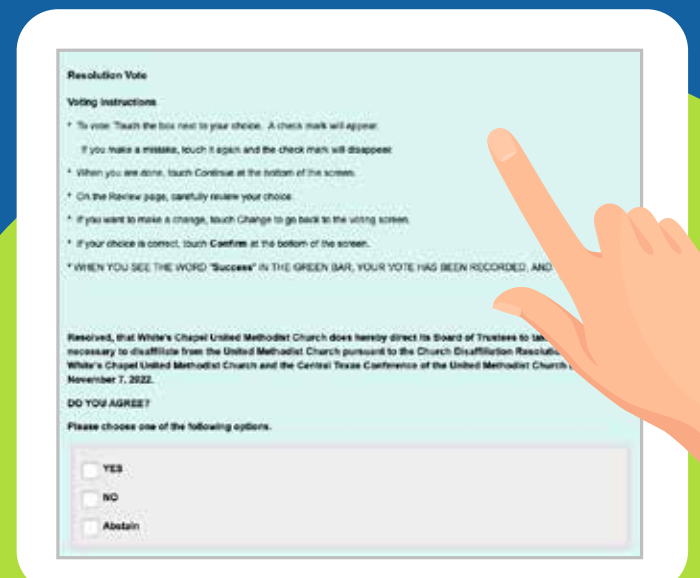 Resolution Vote
Voting Instructions
* To vote: Touch the box next to your choice. A check mark will appear.
If you make a mistake, touch it again and the check mark will disappear.
* When you are done, touch Continue at the bottom of the screen.
* On the Review page, carefully review your choice.
* If you want to make a change, touch Change to go back to the voting screen.
* If your choice is correct, touch Confirm at the bottom of the screen.
* WHEN YOU SEE THE WORD "Success" IN THE GREEN BAR, YOUR VOTE HAS BEEN RECORDED, AND
Resolved, that White's Chapel United Methodist Church does hereby direct its Board of Trustees to
necessary to disaffiliate from the United Methodist Church pursuant to the Church Disaffiliation
White's Chapel United Methodist Church and the Central Texas Conference of the United Methodist Church
November 7, 2022.
DO YOU AGREE?
Please choose one of the following options.
YES
NO
Abstain